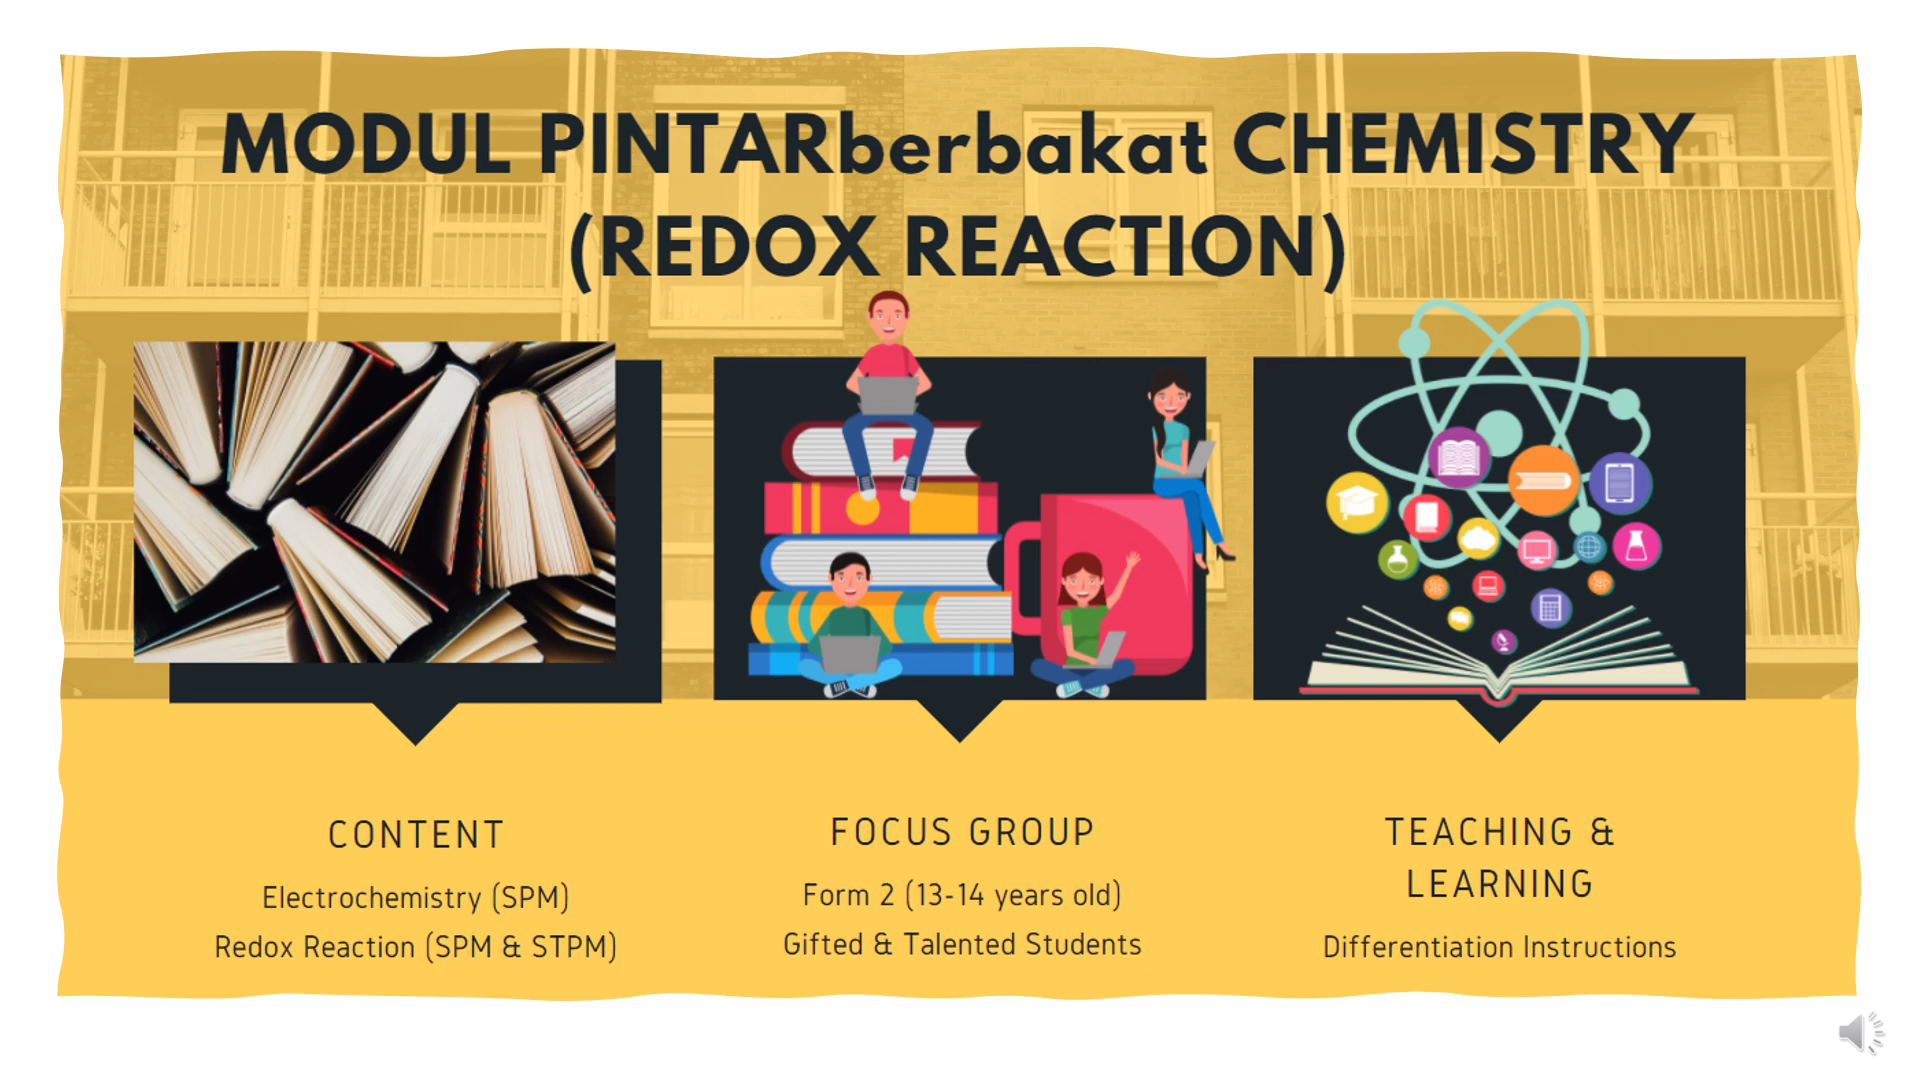 MODUL PINTARberbakat CHEMISTRY
(REDOX REACTION)
CONTENT
Electrochemistry (SPM)
Redox Reaction (SPM & STPM)
FOCUS GROUP
Form 2 (13-14 years old)
Gifted & Talented Students
TEACHING &
LEARNING
Differentiation Instructions